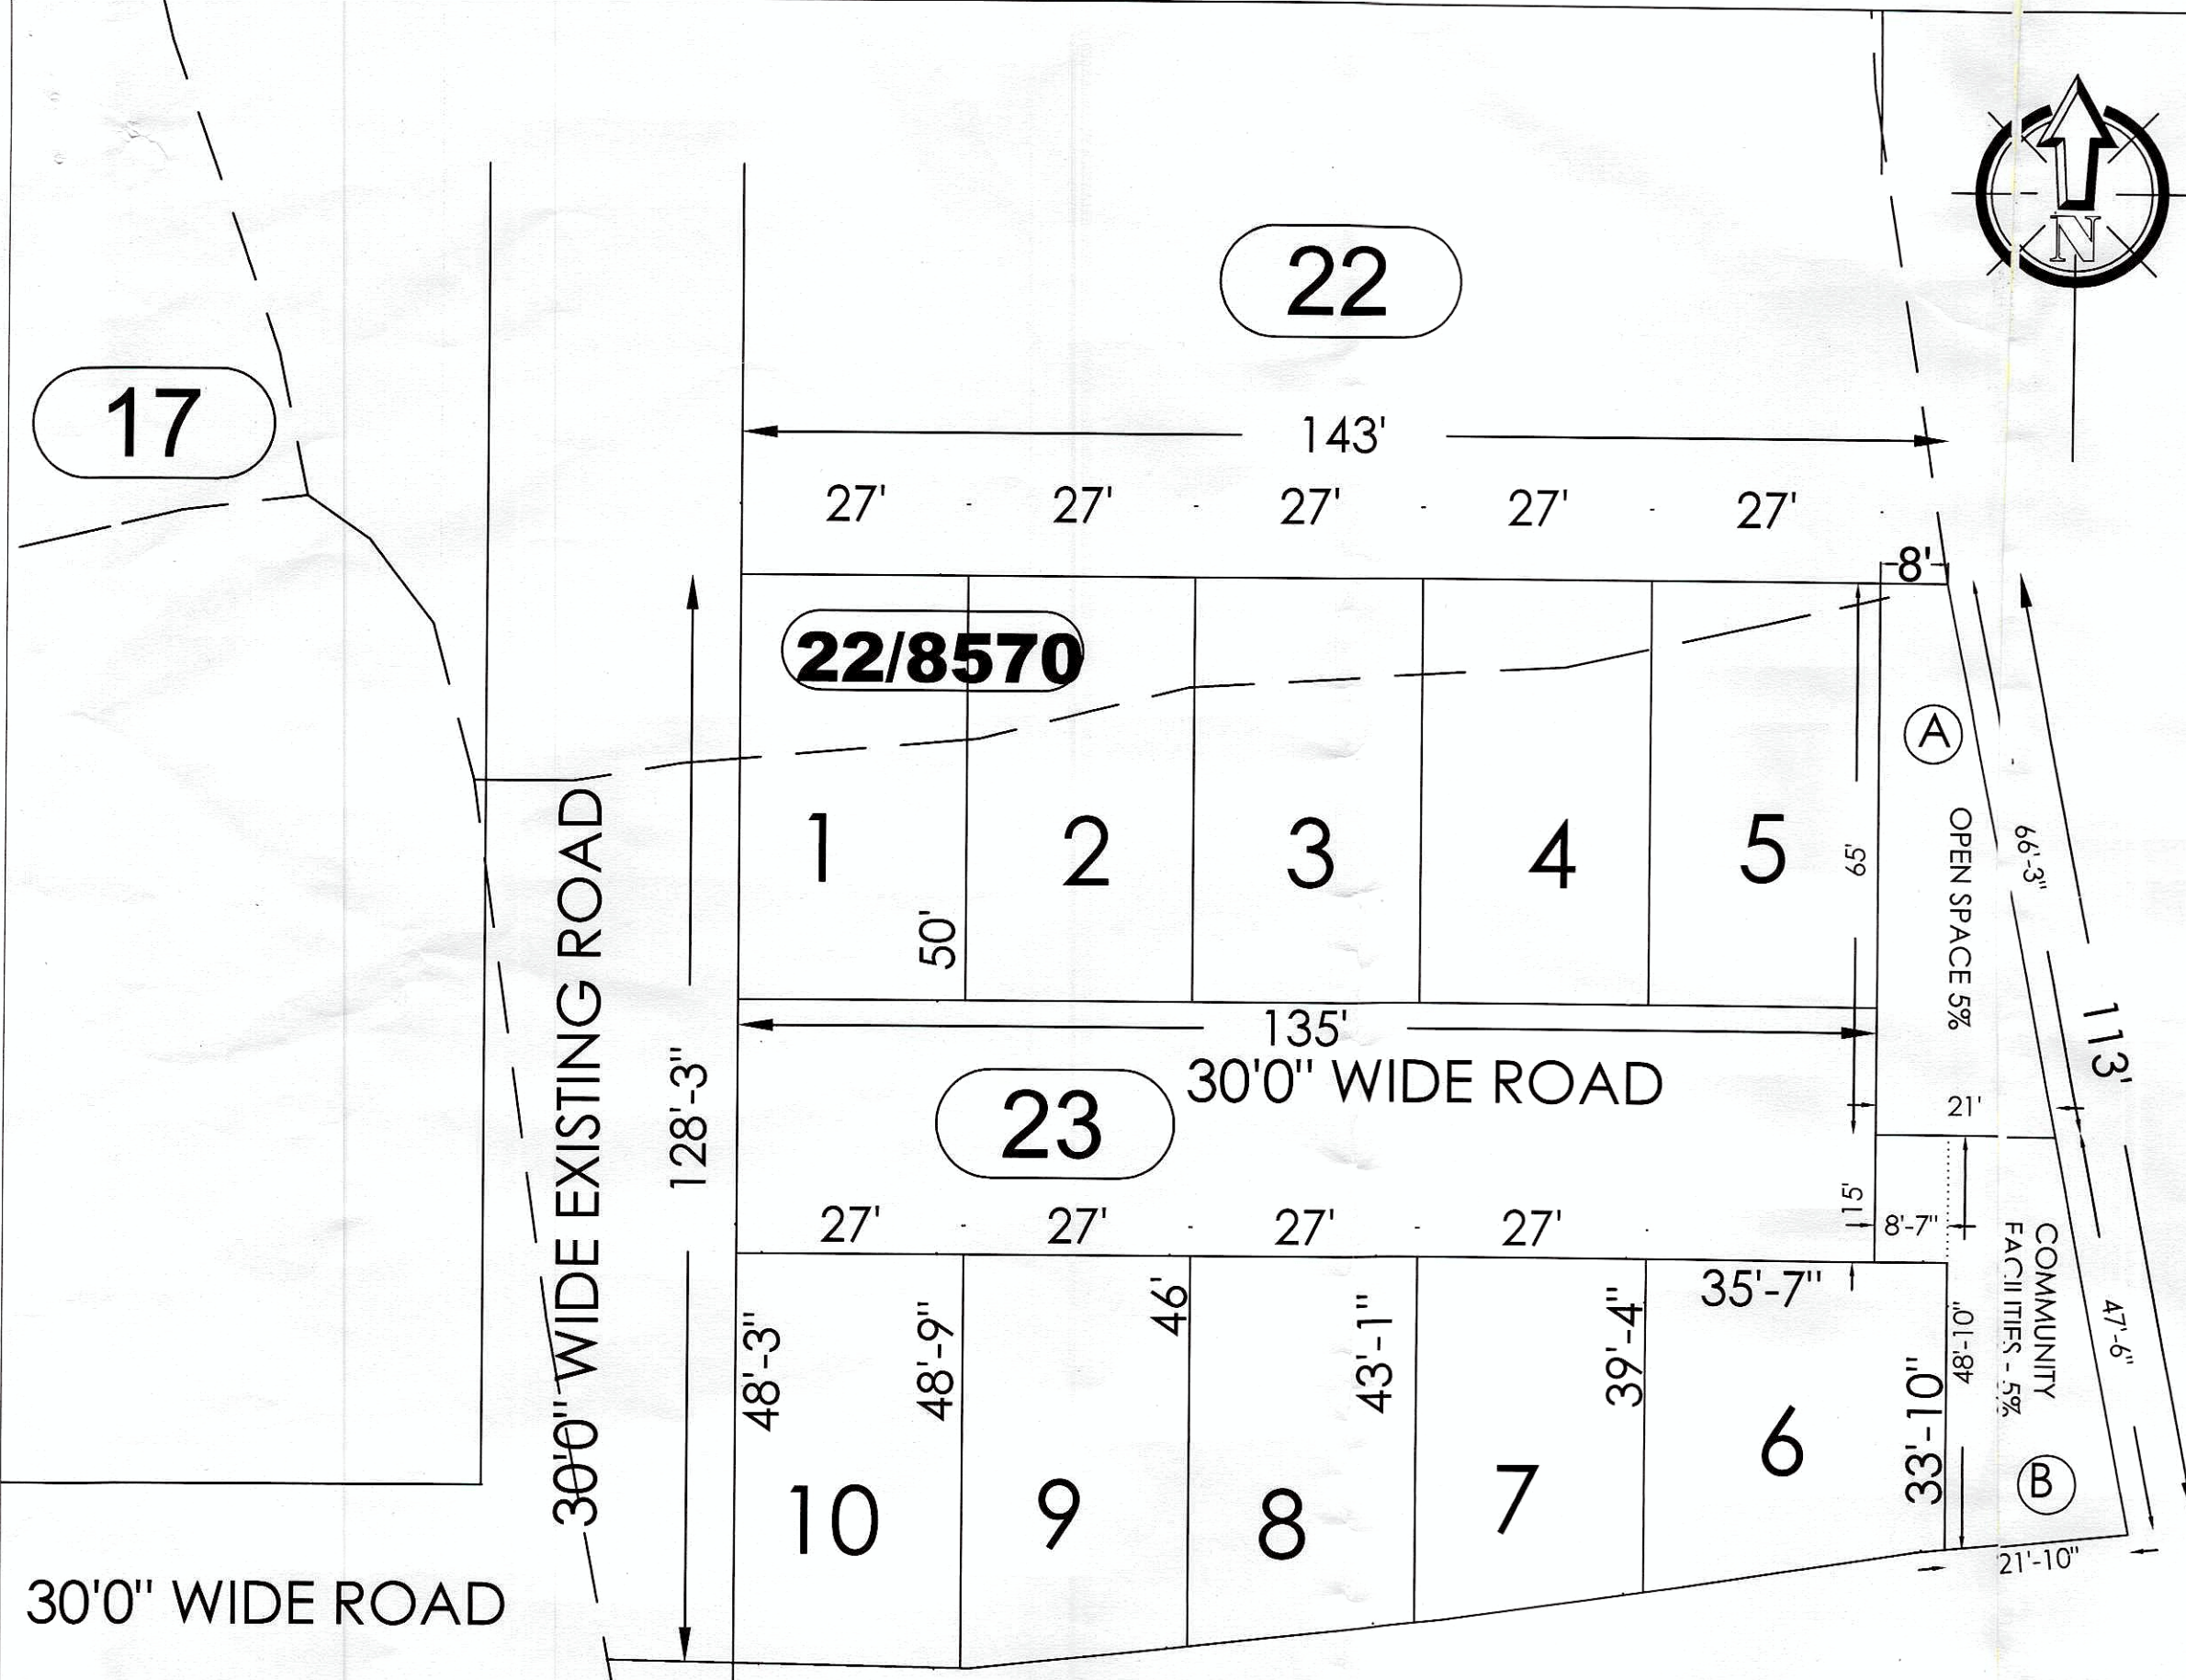 N
22
17
143'
27' 27' 27' 27' 27'
8'
22/8570
A
1 2 3 4 5
50'
65'
OPEN SPACE 5%
66'-3"
113'
135'
30'0" WIDE ROAD
23
21'
128'-3"
30'0" WIDE EXISTING ROAD
27' 27' 27' 27'
15'
8'-7"
35'-7"
48'-3"
48'-9"
46'
43'-1"
39'-4"
33'-10"
48'-10"
COMMUNITY
FACILITIES - 5%
47'-6"
B
10 9 8 7 6
21'-10"
30'0" WIDE ROAD